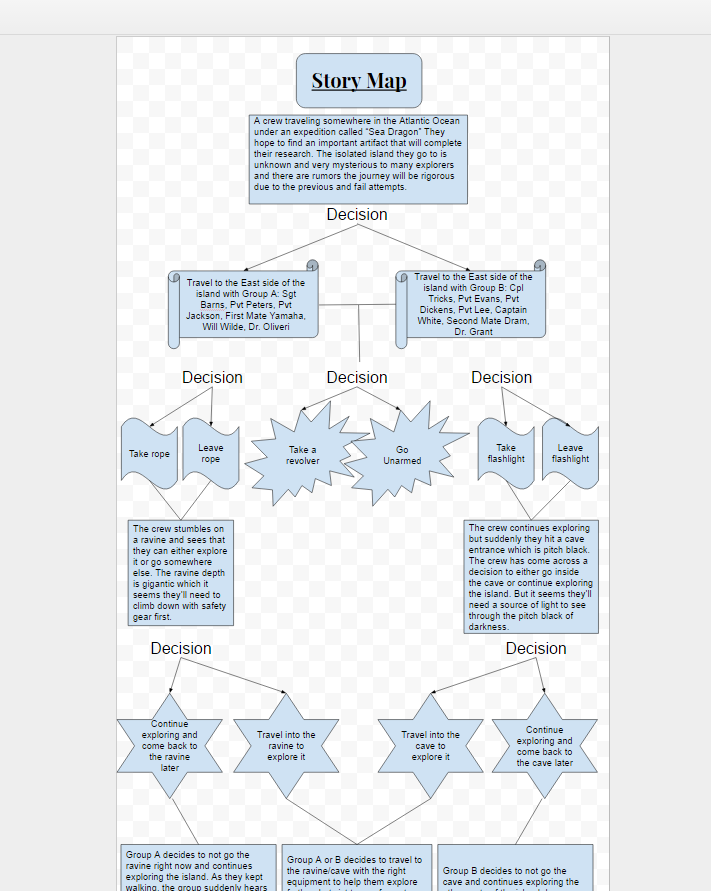 Story Map
A crew traveling somewhere in the Atlantic Ocean
under an expedition called "Sea Dragon" They
hope to find an important artifact that will complete
their research. The isolated island they go to is
unknown and very mysterious to many explorers
and there are rumors the journey will be rigorous
due to the previous and fail attempts.
Decision
Travel to the East side of the
island with Group A: Sgt
Barns, Pvt Peters, Pvt
Jackson, First Mate Yamaha,
Will Wilde, Dr. Oliveri
Travel to the East side of the
island with Group B: Cpl
Tricks, Pvt Evans, Pvt
Dickens, Pvt Lee, Captain
White, Second Mate Dram,
Dr. Grant
Decision
Decision
Decision
Take rope
Leave
rope
Take a
revolver
Go
Unarmed
Take
flashlight
Leave
flashlight
The crew stumbles on
a ravine and sees that
they can either explore
it or go somewhere
else. The ravine depth
is gigantic which it
seems they'll need to
climb down with safety
gear first.
The crew continues exploring
but suddenly they hit a cave
entrance which is pitch black.
The crew has come across a
decision to either go inside
the cave or continue exploring
the island. But it seems they'll
need a source of light to see
through the pitch black of
darkness.
Decision
Decision
Continue
exploring and
come back to
the ravine
later
Travel into the
ravine to
explore it
Travel into the
cave to
explore it
Continue
exploring and
come back to
the cave later
Group A decides to not go the
ravine right now and continues
exploring the island. As they kept
walking, the group suddenly hears
Group A or B decides to travel to
the ravine/cave with the right
equipment to help them explore
Group B decides to not go the
cave and continues exploring the